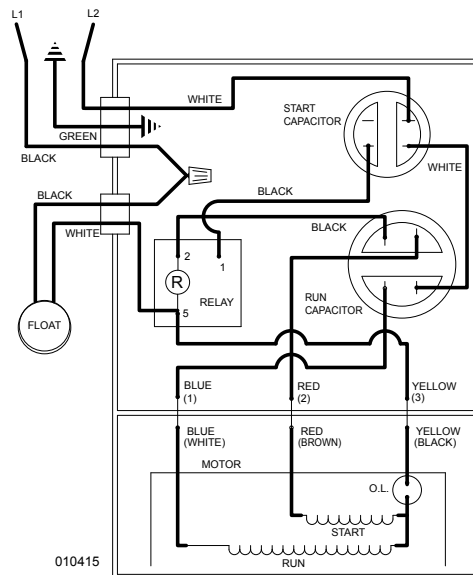 L1
L2
WHITE
START
CAPACITOR
GREEN
BLACK
WHITE
BLACK
BLACK
WHITE
BLACK
2
1
R
RELAY
5
RUN
CAPACITOR
FLOAT
BLUE
(1)
RED
(2)
YELLOW
(3)
BLUE
(WHITE)
RED
(BROWN)
YELLOW
(BLACK)
MOTOR
O.L.
START
RUN
010415